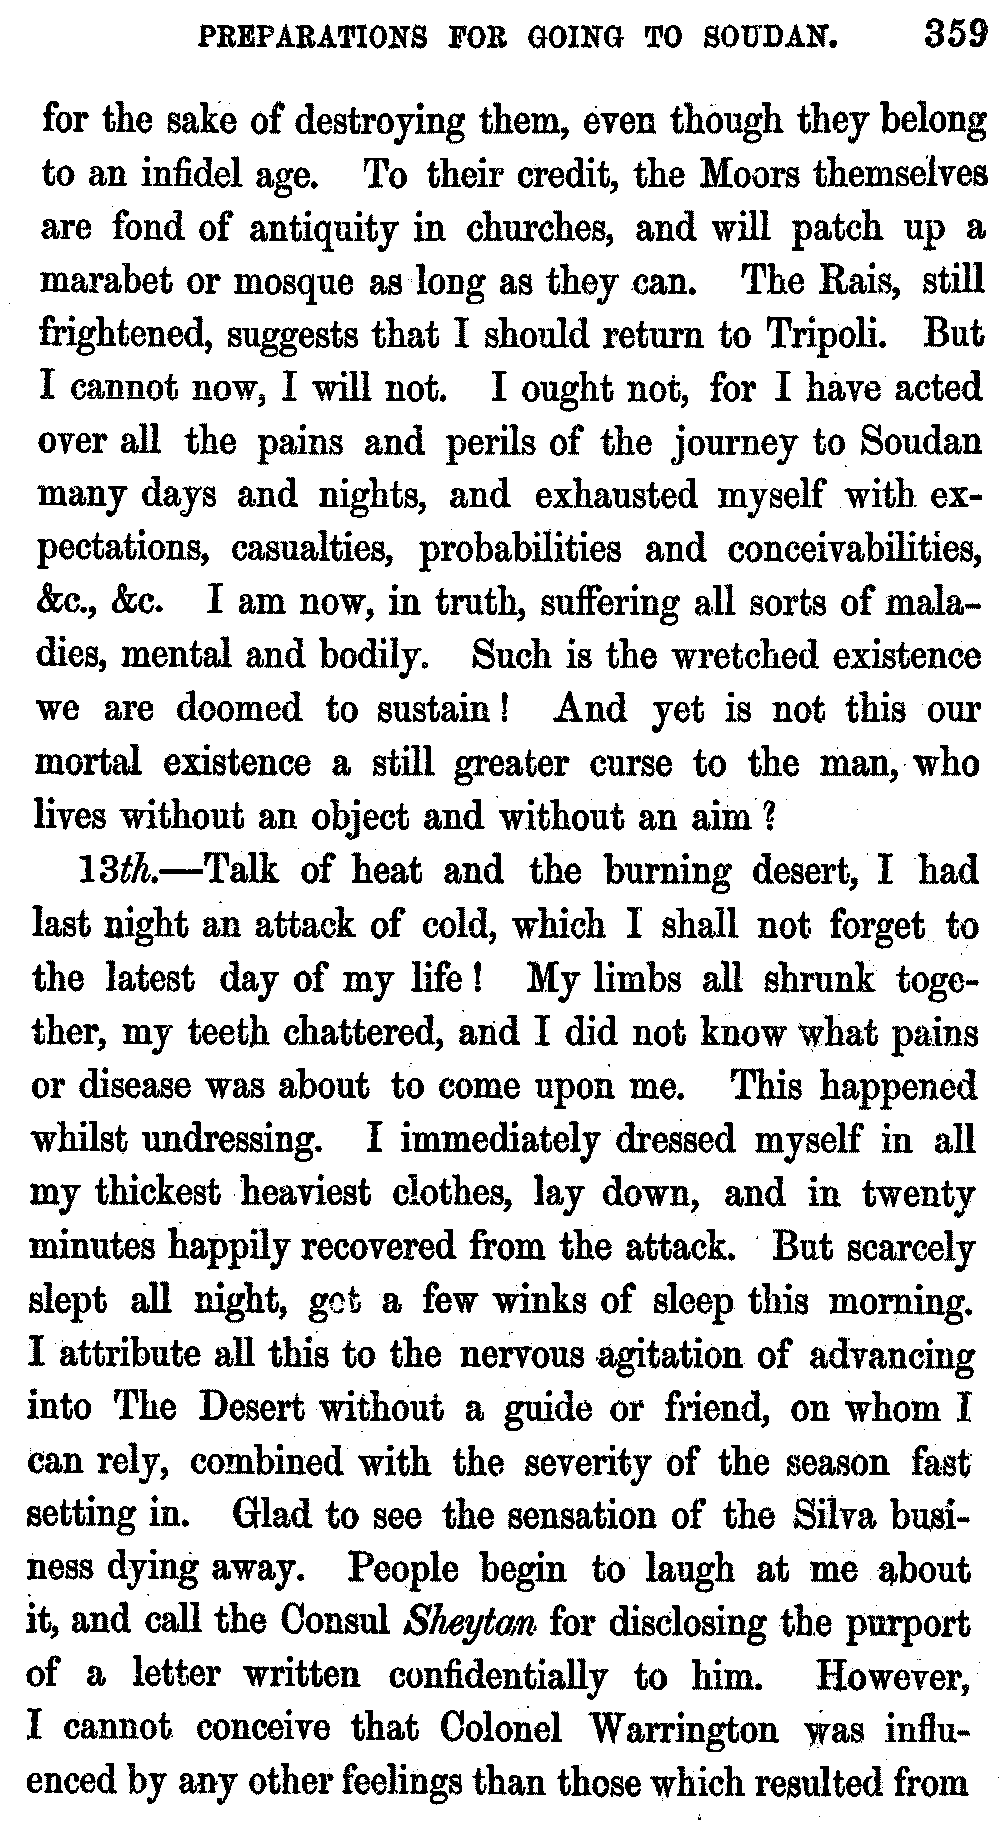 PREPARATIONS FOR GOING TO SOUDAN. 359
for the sake of destroying them, even though they belong
to an infidel age. To their credit, the Moors themselves
are fond of antiquity in churches, and will patch up a
marabet or mosque as long as they can. The Rais, still
frightened, suggests that I should return to Tripoli. But
I cannot now, I will not. I ought not, for I have acted
over all the pains and perils of the journey to Soudan
many days and nights, and exhausted myself with ex-
pectations, casualties, probabilities and conceivabilities,
&c., &c. I am now, in truth, suffering all sorts of mala-
dies, mental and bodily. Such is the wretched existence
we are doomed to sustain! And yet is not this our
mortal existence a still greater curse to the man, who
lives without an object and without an aim?
13th.—Talk of heat and the burning desert, I had
last night an attack of cold, which I shall not forget to
the latest day of my life! My limbs all shrunk toge-
ther, my teeth chattered, and I did not know what pains
or disease was about to come upon me. This happened
whilst undressing. I immediately dressed myself in all
my thickest heaviest clothes, lay down, and in twenty
minutes happily recovered from the attack. But scarcely
slept all night, got a few winks of sleep this morning.
I attribute all this to the nervous agitation of advancing
into The Desert without a guide or friend, on whom I
can rely, combined with the severity of the season fast
setting in. Glad to see the sensation of the Silva busi-
ness dying away. People begin to laugh at me about
it, and call the Consul Sheytan for disclosing the purport
of a letter written confidentially to him. However,
I cannot conceive that Colonel Warrington was influ-
enced by any other feelings than those which resulted from